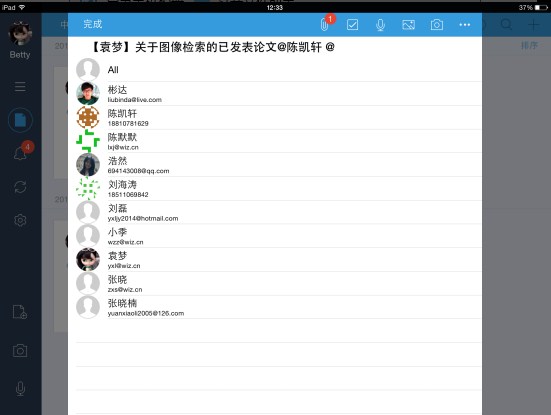 iPad
12:33
37%
完成
1
Betty
【袁梦】关于图像检索的已发表论文@陈凯轩 @
排序
All
彬达
liubinda@live.com
陈凯轩
18810781629
陈默默
lxj@wiz.cn
4
浩然
694143008@qq.com
刘海涛
18511069842
刘磊
yxljy2014@hotmail.com
小季
wzz@wiz.cn
袁梦
yxl@wiz.cn
张晓
zxs@wiz.cn
张晓楠
yuanxiaoli2005@126.com